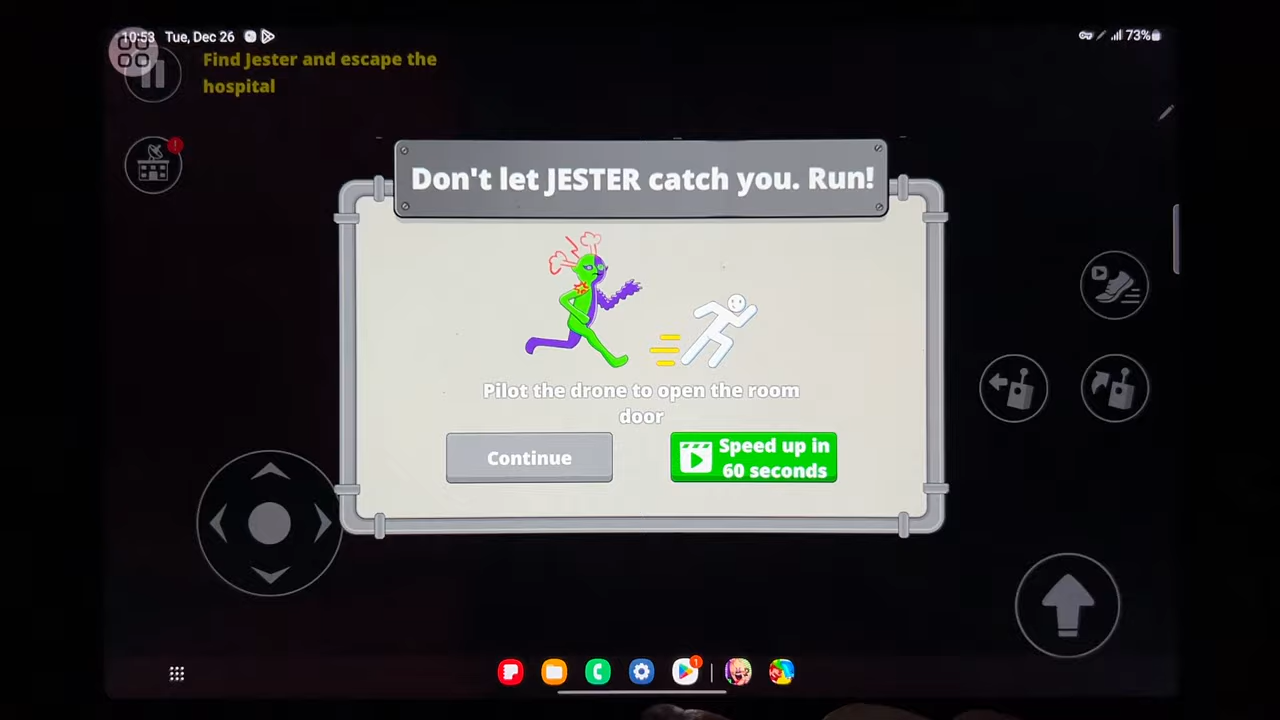 10:53 Tue, Dec 26
73%
Find Jester and escape the
hospital
!
Don't let JESTER catch you. Run!
Pilot the drone to open the room
door
Continue
Speed up in
60 seconds
1